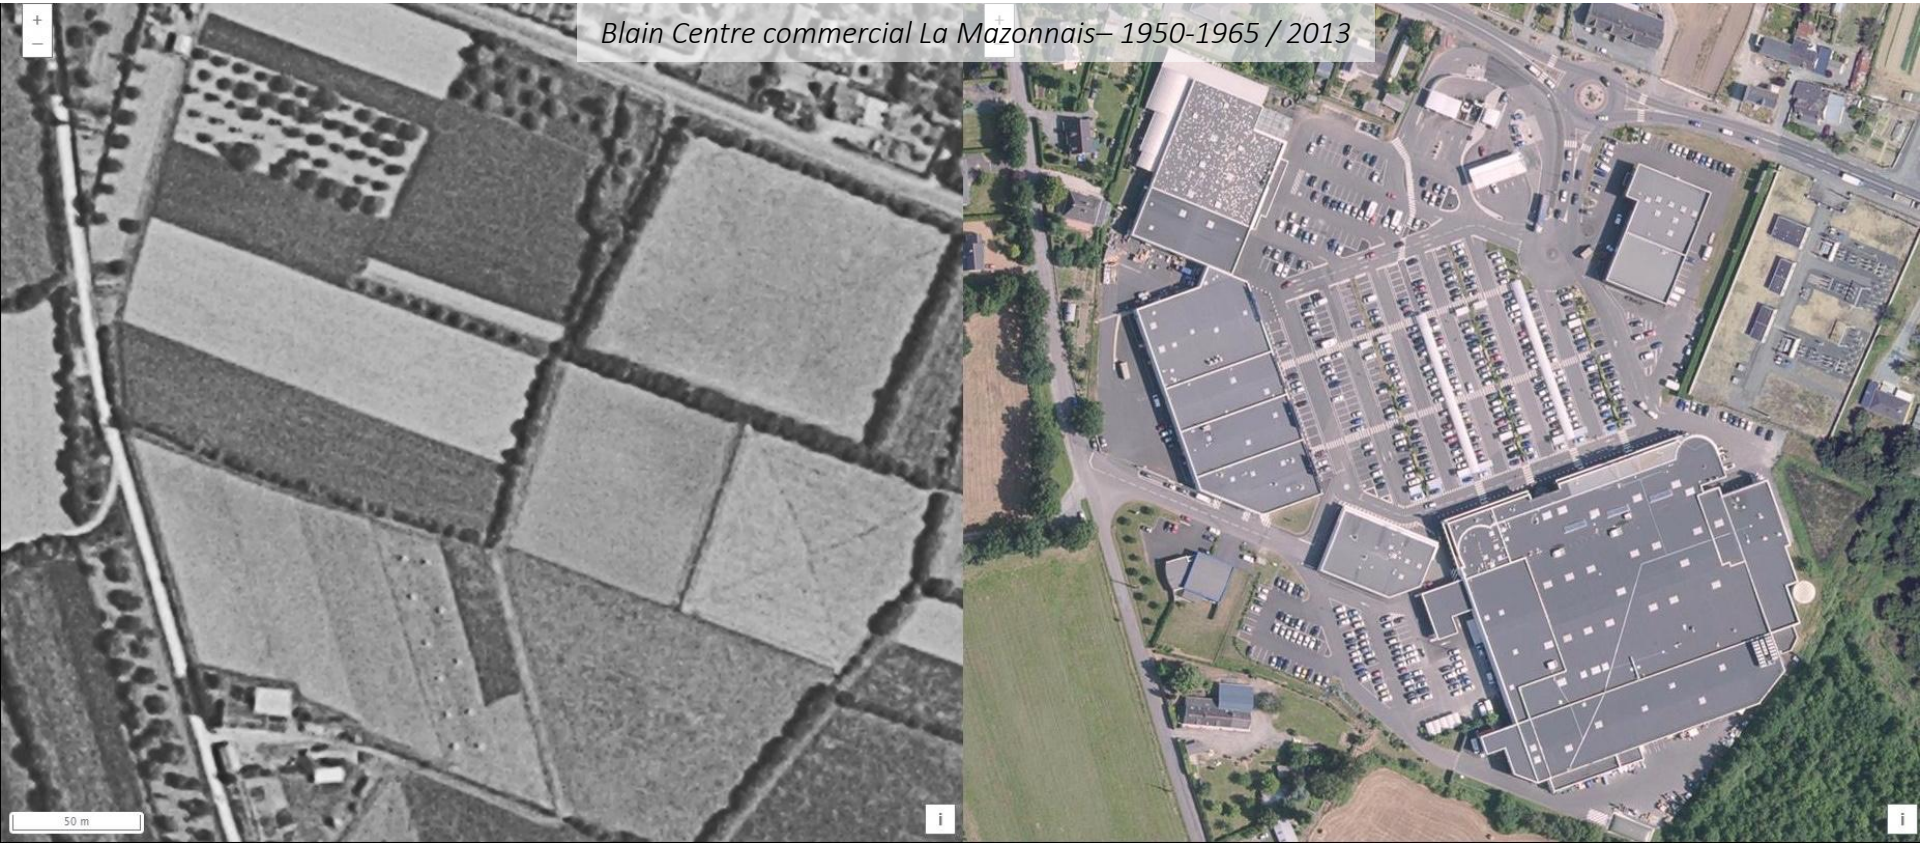 +
−
Blain Centre commercial La Mazonnais– 1950-1965 / 2013
+
50 m
i
i